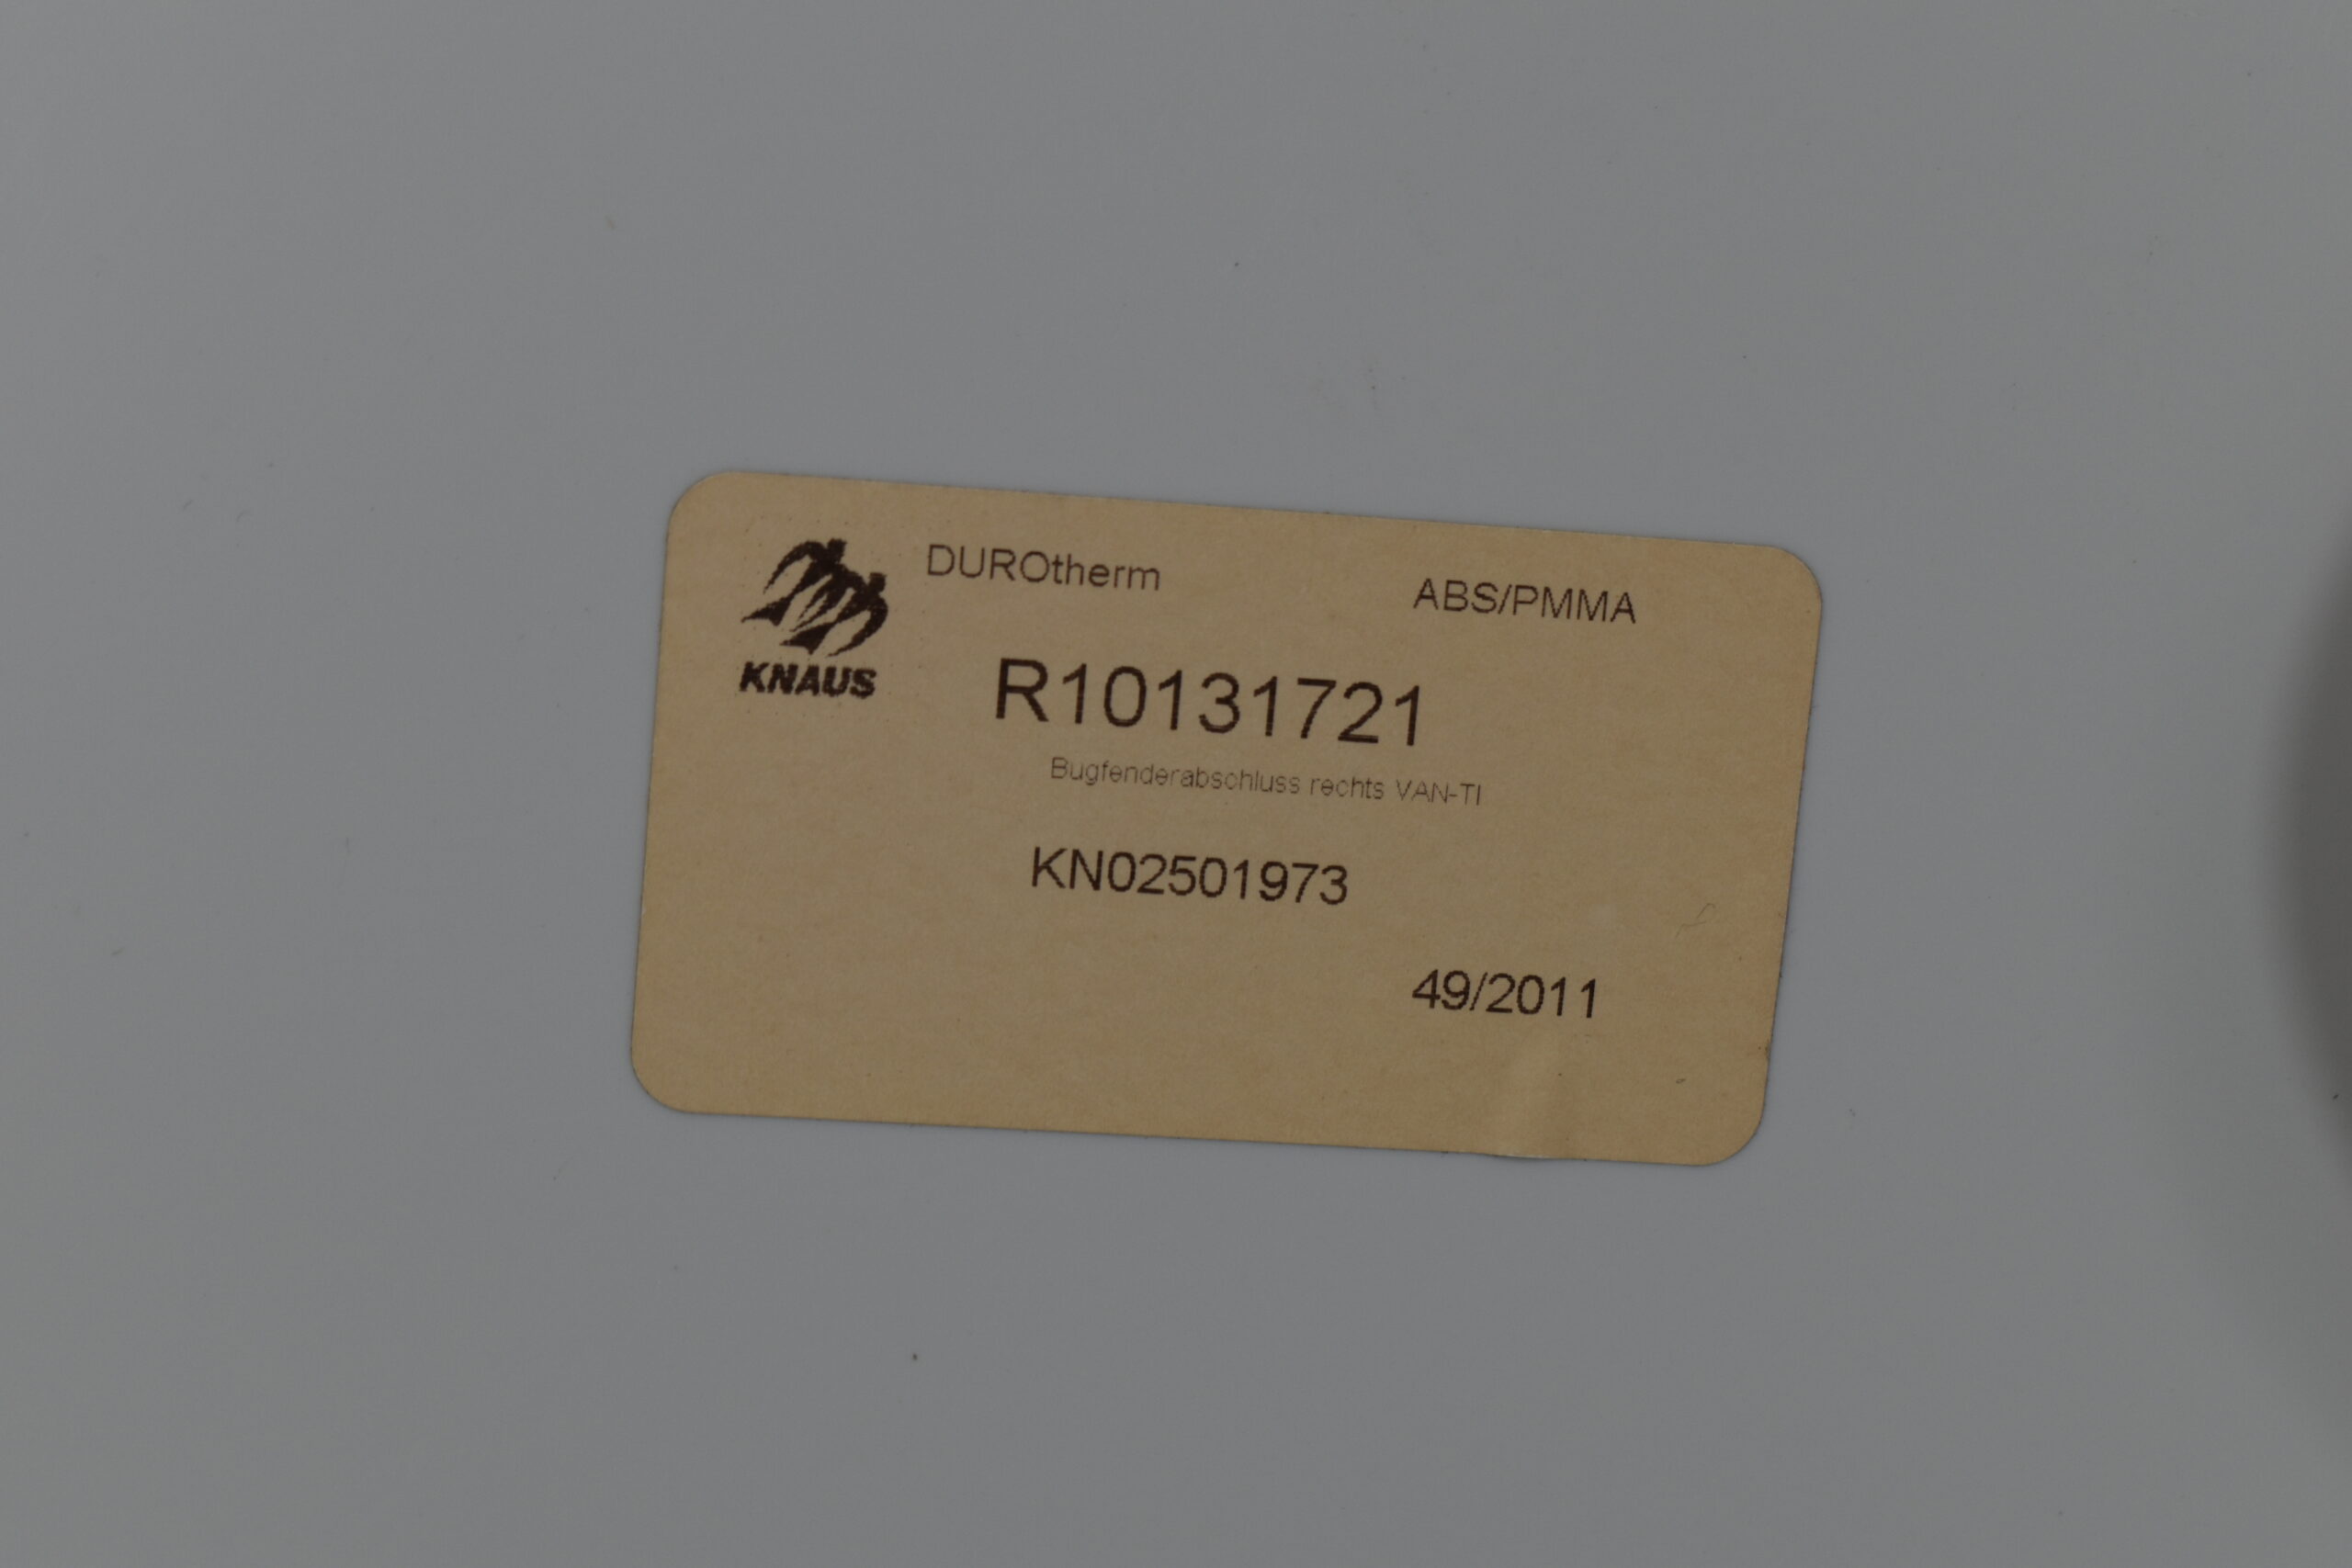 DUROtherm ABS/PMMA
KNAUS
R10131721
Bugfenderabschluss rechts VAN-TI
KN02501973
49/2011